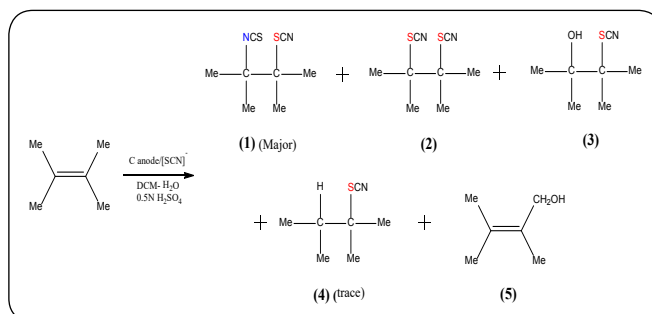 NCS SCN
Me C C Me
Me Me
(1) (Major)
+
SCN SCN
Me C C Me
Me Me
(2)
+
OH SCN
Me C C Me
Me Me
(3)
Me Me
Me Me
C anode/[SCN]-
DCM-H2O
0.5N H2SO4
+
H SCN
Me C C Me
Me Me
(4) (trace)
+
Me CH2OH
Me Me
(5)